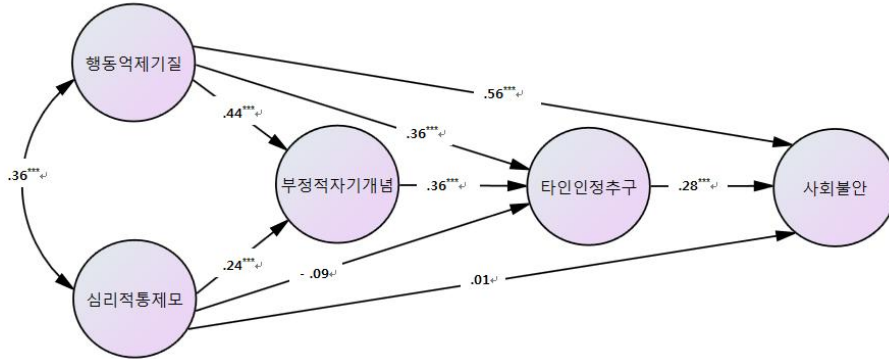 행동억제기질
.56***↵
.44***↵
.36***↵
.36***↵
부정적자기개념
.36***↵
타인인정추구
.28***↵
사회불안
.24***↵
- .09↵
.01↵
심리적통제모